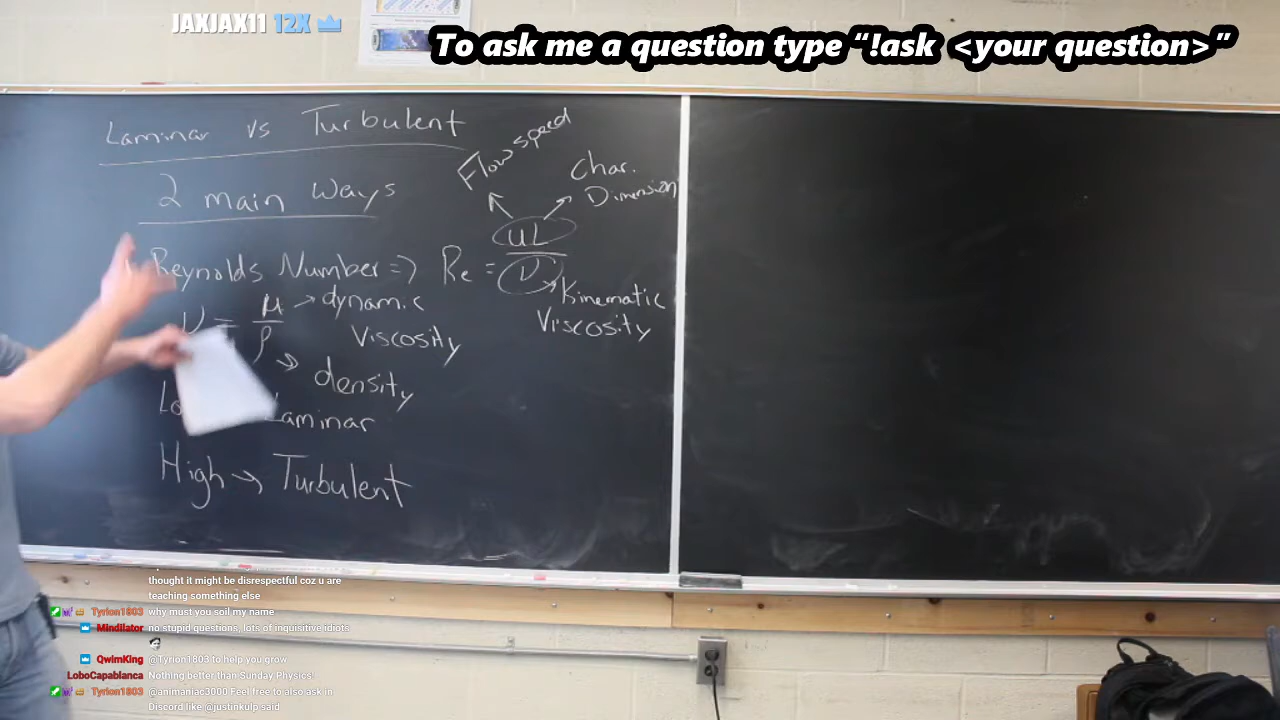 JAXJAX11 12X
To ask me a question type “!ask <your question>”
Laminar vs Turbulent
2 main Ways
Flow speed
Char.
Dimension
Reynolds Number => Re = uL
ν
Kinematic
Viscosity
ν = μ → dynamic
Viscosity
ρ → density
Laminar
High → Turbulent
thought it might be disrespectful coz u are
teaching something else
Tyrion1803 why must you soil my name
Mindilator no stupid questions, lots of inquisitive idiots
QwimKing @Tyrion1803 to help you grow
LoboCapablanca Nothing better than Sunday Physics!
Tyrion1803 @animaniac3000 Feel free to also ask in
Discord like @justinkulp said